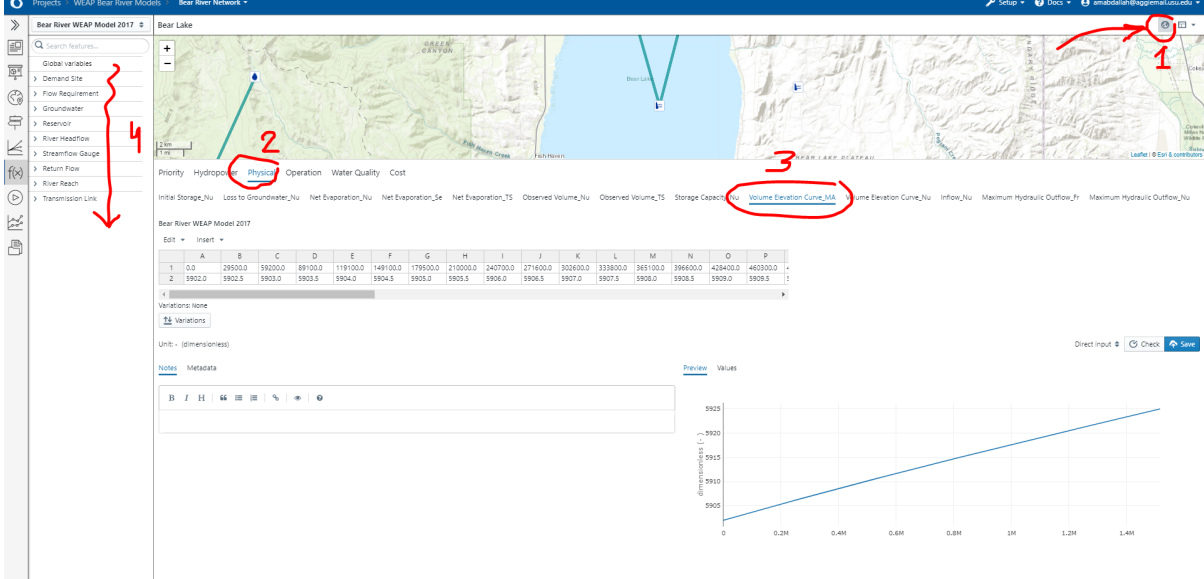 Projects WEAP Bear River Models Bear River Network Setup Docs amabdallah@aggiemail.usu.edu
Bear River WEAP Model 2017 Bear Lake
1
Search features...
Global variables
> Demand Site
> Flow Requirement
> Groundwater
> Reservoir
> River Headflow
> Streamflow Gauge
> Return Flow
> River Reach
> Transmission Link
4
+
−
GREEN
CANYON
Bear Lake
Fish Haven Creek
Fish Haven
BEAR LAKE PLATEAU
2 km
1 mi
Leaflet | © Esri & contributors
2
3
Priority Hydropower Physical Operation Water Quality Cost
Initial Storage_Nu Loss to Groundwater_Nu Net Evaporation_Nu Net Evaporation_Se Net Evaporation_TS Observed Volume_Nu Observed Volume_TS Storage Capacity_Nu Volume Elevation Curve_MA Volume Elevation Curve_Nu Inflow_Nu Maximum Hydraulic Outflow_Fr Maximum Hydraulic Outflow_Nu
Bear River WEAP Model 2017
Edit Insert
A B C D E F G H I J K L M N O P
1 0.0 29500.0 59200.0 89100.0 119100.0 149100.0 179500.0 210000.0 240700.0 271600.0 302600.0 333800.0 365100.0 396600.0 428400.0 460300.0
2 5902.0 5902.5 5903.0 5903.5 5904.0 5904.5 5905.0 5905.5 5906.0 5906.5 5907.0 5907.5 5908.0 5908.5 5909.0 5909.5
Variations: None
Variations
Unit: - (dimensionless)
Direct input Check Save
Notes Metadata
B I H
Preview Values
dimensionless ( - )
5925
5920
5915
5910
5905
0 0.2M 0.4M 0.6M 0.8M 1M 1.2M 1.4M
f(x)